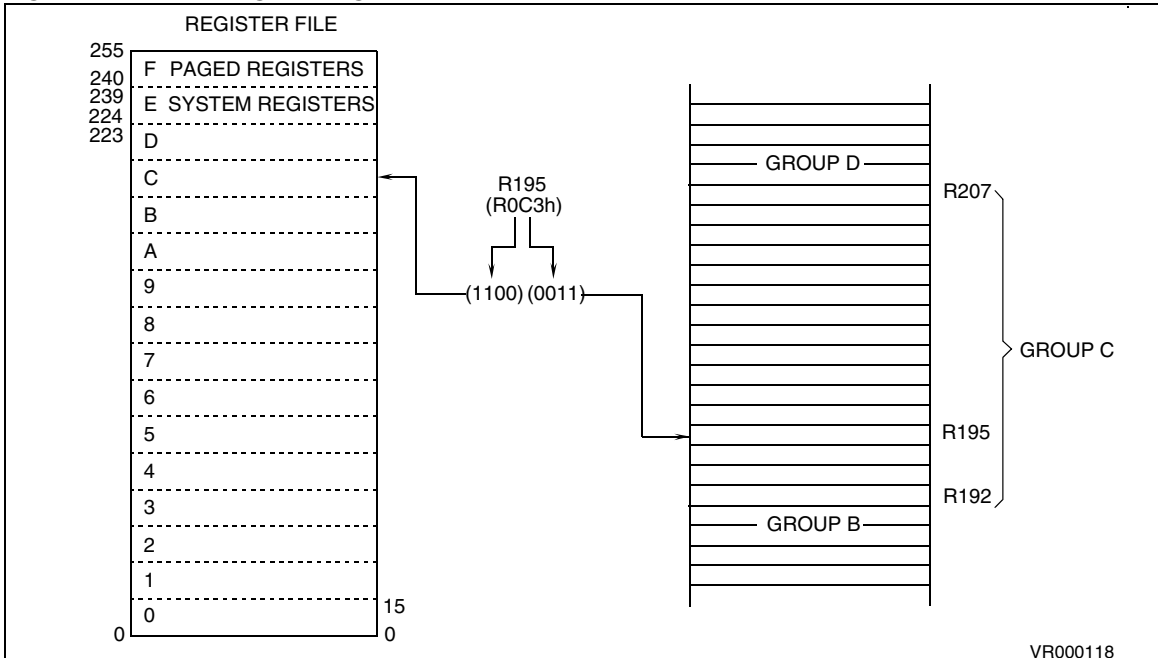 REGISTER FILE
255
240
239
224
223
F PAGED REGISTERS
E SYSTEM REGISTERS
D
C
B
A
9
8
7
6
5
4
3
2
1
0
15
0
0
R195
(R0C3h)
(1100) (0011)
GROUP D
R207
GROUP C
R195
R192
GROUP B
VR000118